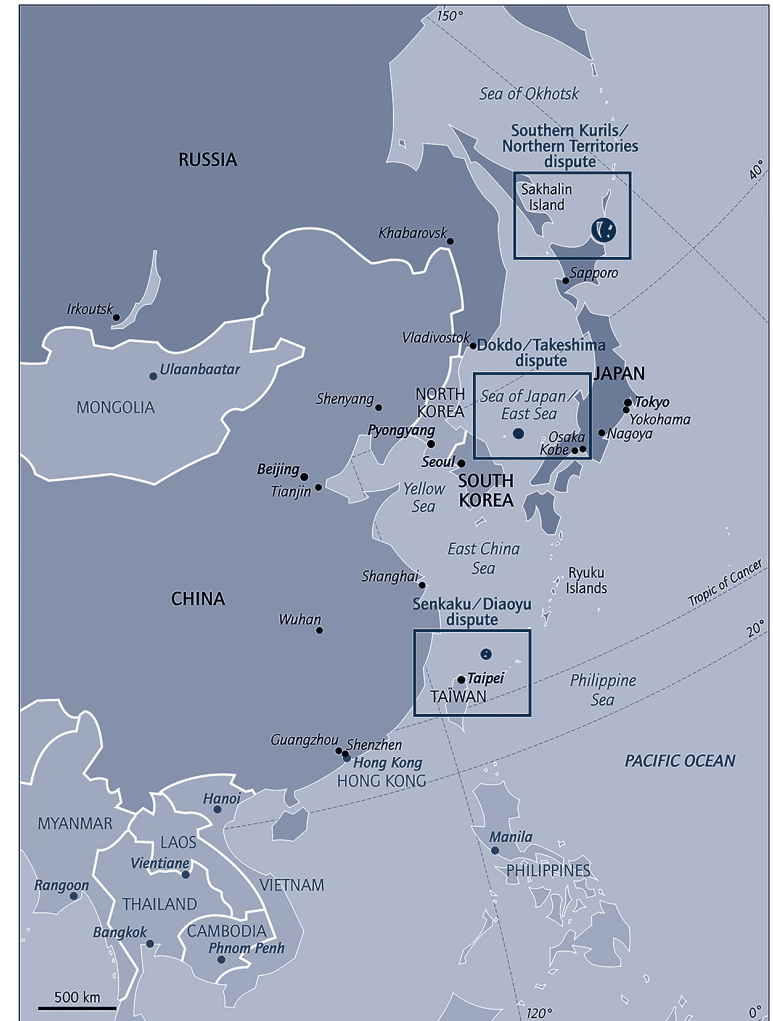 150°
Sea of Okhotsk
Southern Kurils/
Northern Territories
dispute
RUSSIA
40°
Sakhalin
Island
Khabarovsk
Sapporo
Irkoutsk
Vladivostok
Dokdo/Takeshima
dispute
Ulaanbaatar
JAPAN
MONGOLIA
Shenyang
NORTH
KOREA
Sea of Japan/
East Sea
Tokyo
Yokohama
Pyongyang
Nagoya
Osaka
Kobe
Beijing
Tianjin
Seoul
SOUTH
KOREA
Yellow
Sea
East China
Sea
Shanghai
Ryuku
Islands
Tropic of Cancer
CHINA
Senkaku/Diaoyu
dispute
Wuhan
20°
Taipei
TAÏWAN
Philippine
Sea
Guangzhou
Shenzhen
Hong Kong
HONG KONG
PACIFIC OCEAN
Hanoi
MYANMAR
LAOS
Manila
Vientiane
PHILIPPINES
Rangoon
VIETNAM
THAILAND
Bangkok
CAMBODIA
Phnom Penh
500 km
120°
0°